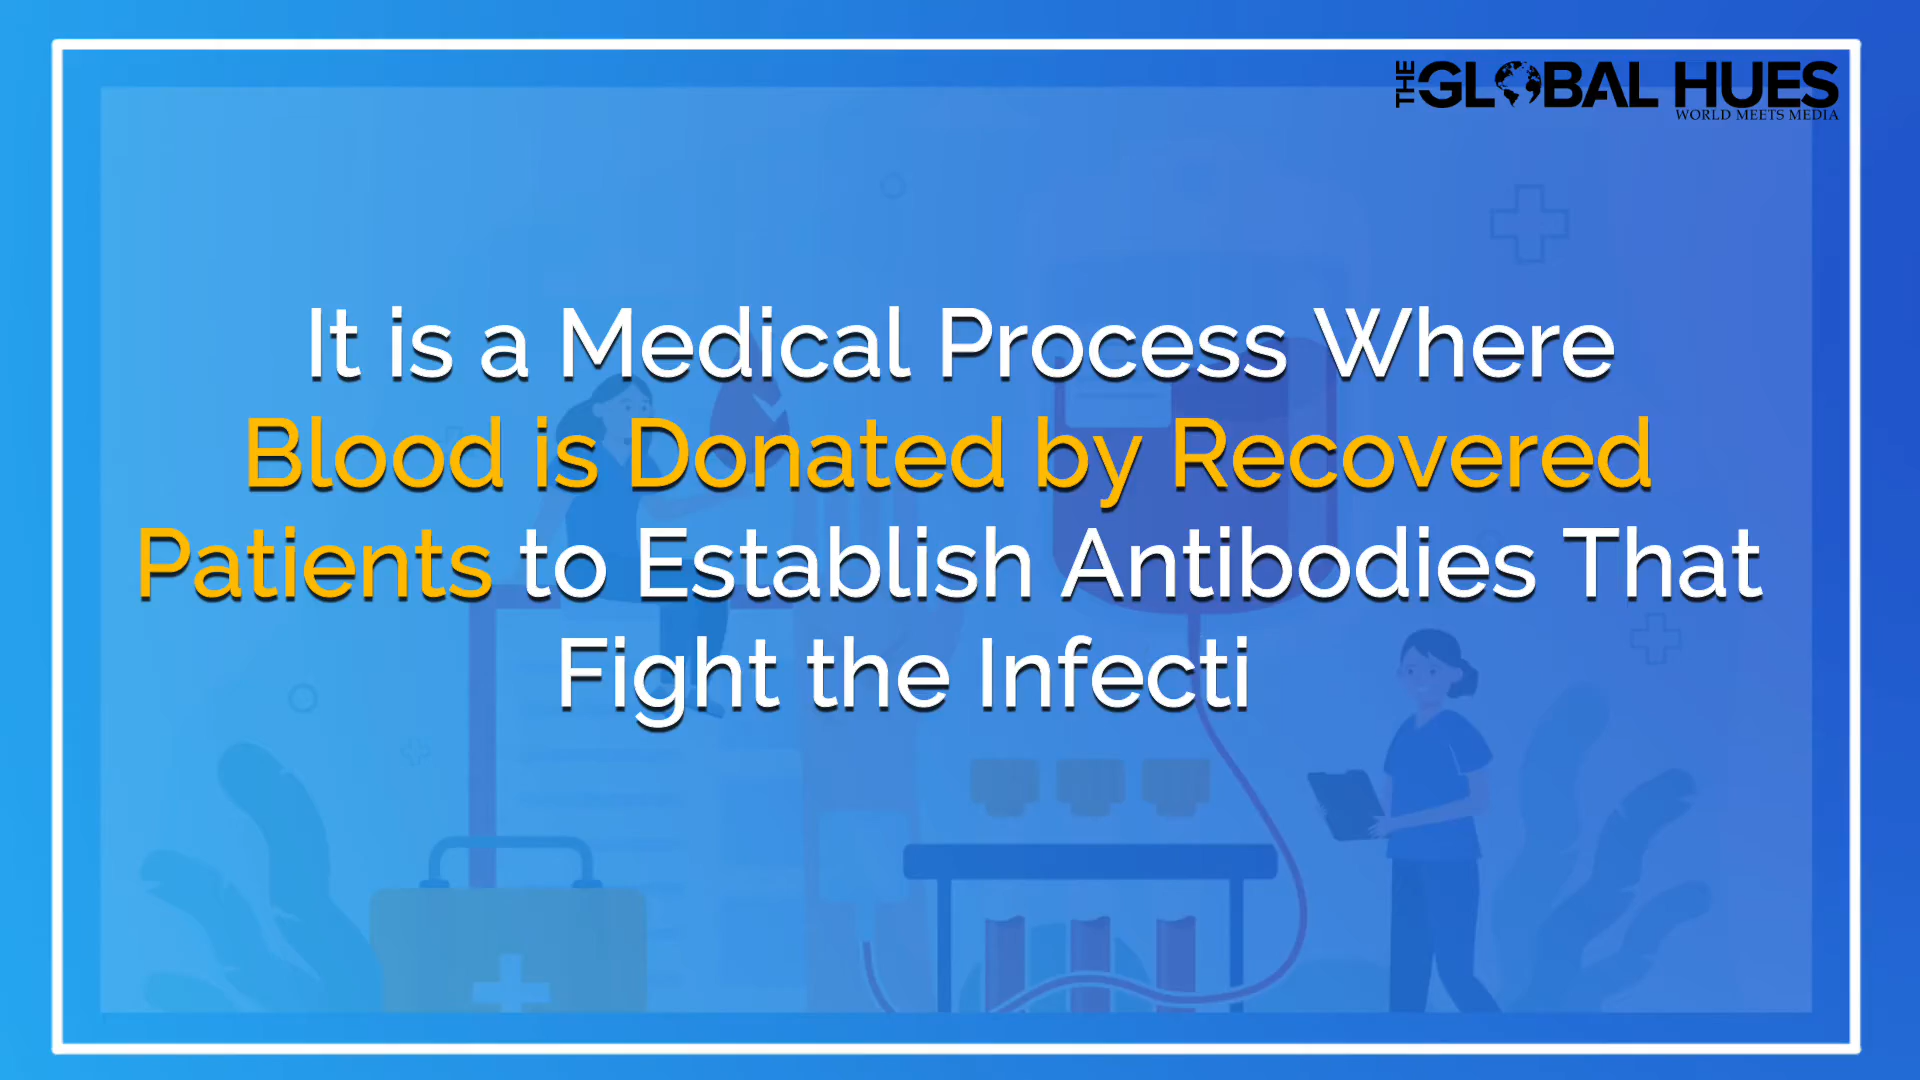 THE GLOBAL HUES
WORLD MEETS MEDIA
It is a Medical Process Where
Blood is Donated by Recovered
Patients to Establish Antibodies That
Fight the Infecti